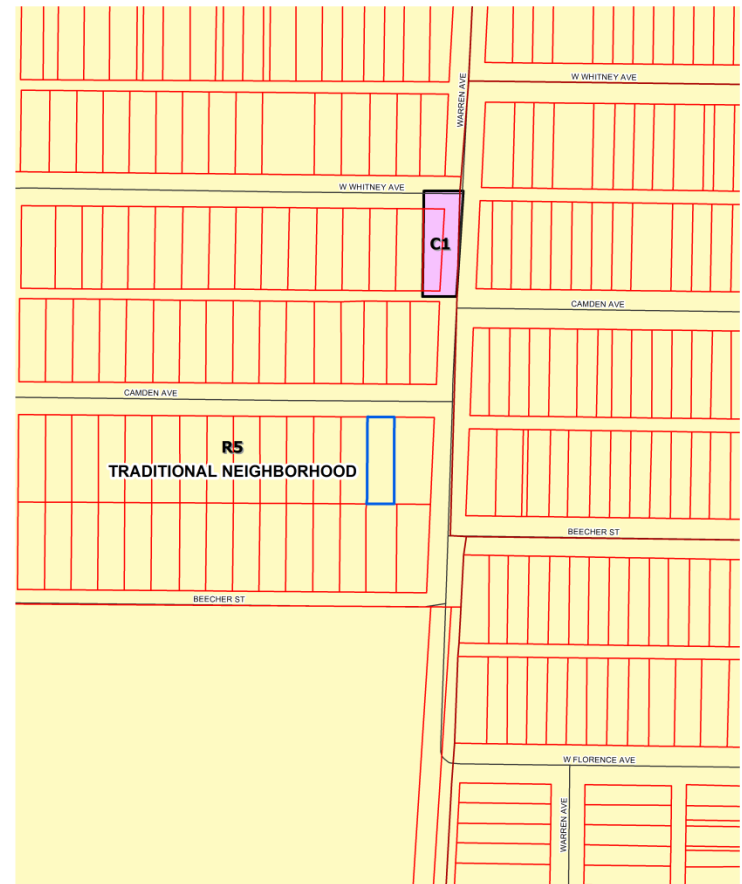 W WHITNEY AVE
WARREN AVE
W WHITNEY AVE
C1
CAMDEN AVE
CAMDEN AVE
R5
TRADITIONAL NEIGHBORHOOD
BEECHER ST
BEECHER ST
W FLORENCE AVE
WARREN AVE